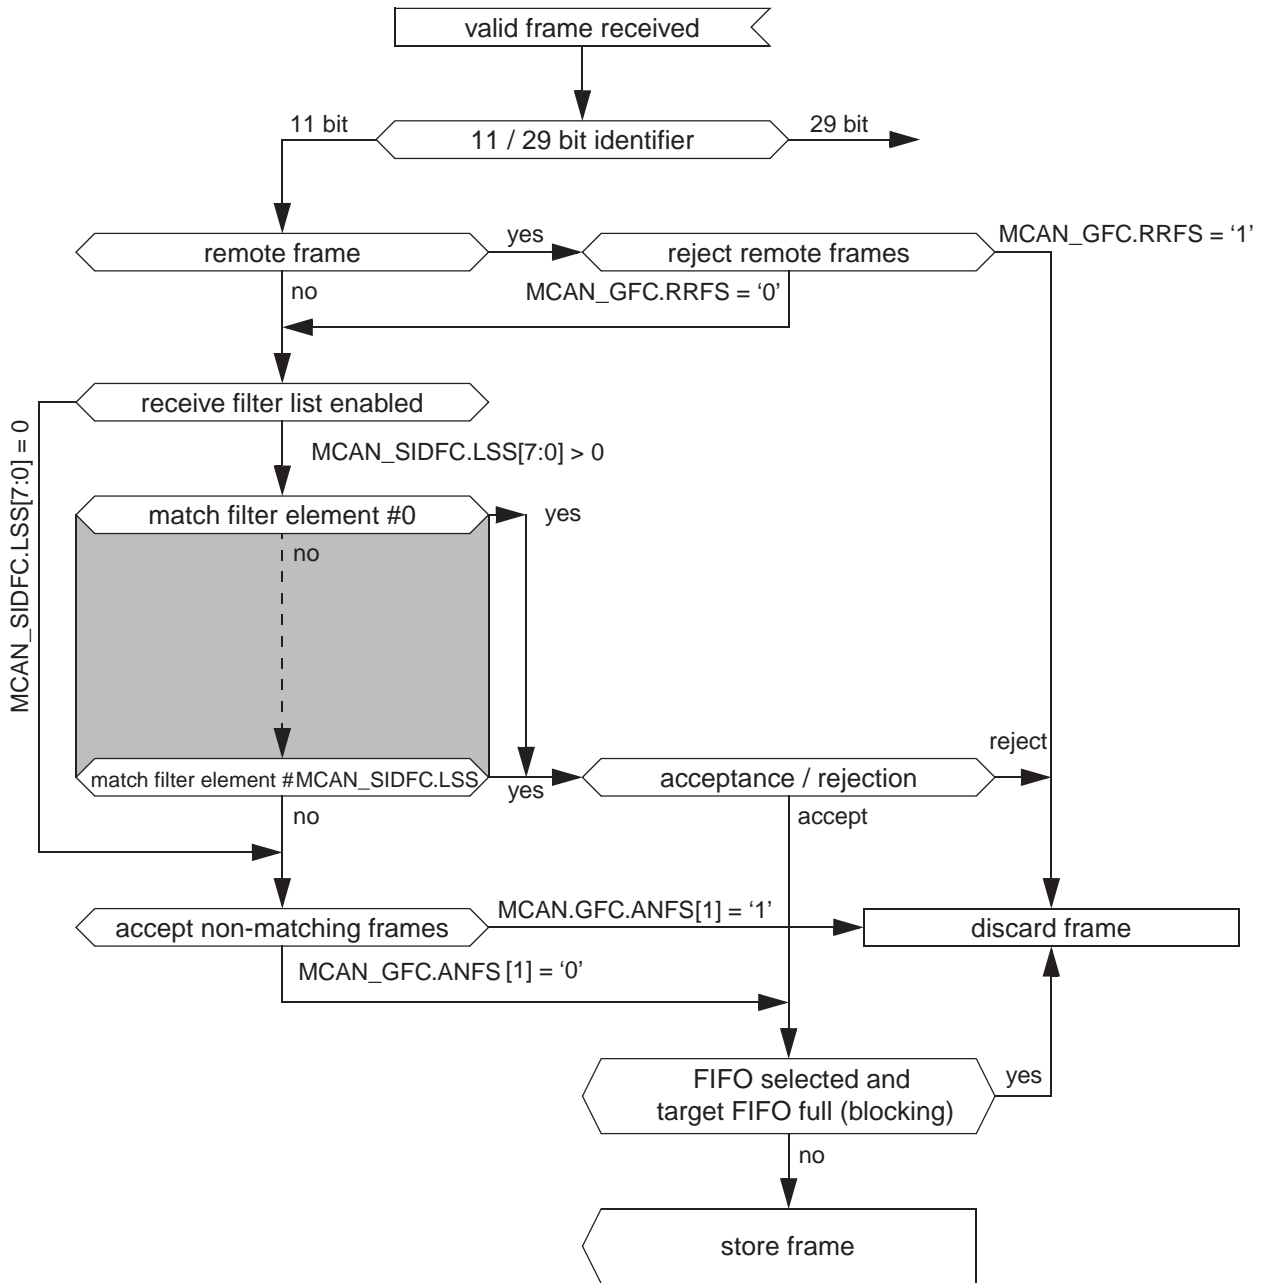 valid frame received
11 bit
11 / 29 bit identifier
29 bit
remote frame
yes
reject remote frames
MCAN_GFC.RRFS = ‘1’
no
MCAN_GFC.RRFS = ‘0’
receive filter list enabled
MCAN_SIDFC.LSS[7:0] = 0
MCAN_SIDFC.LSS[7:0] > 0
match filter element #0
yes
no
reject
match filter element #MCAN_SIDFC.LSS
yes
acceptance / rejection
no
accept
accept non-matching frames
MCAN.GFC.ANFS[1] = ‘1’
discard frame
MCAN_GFC.ANFS [1] = ‘0’
FIFO selected and
target FIFO full (blocking)
yes
no
store frame